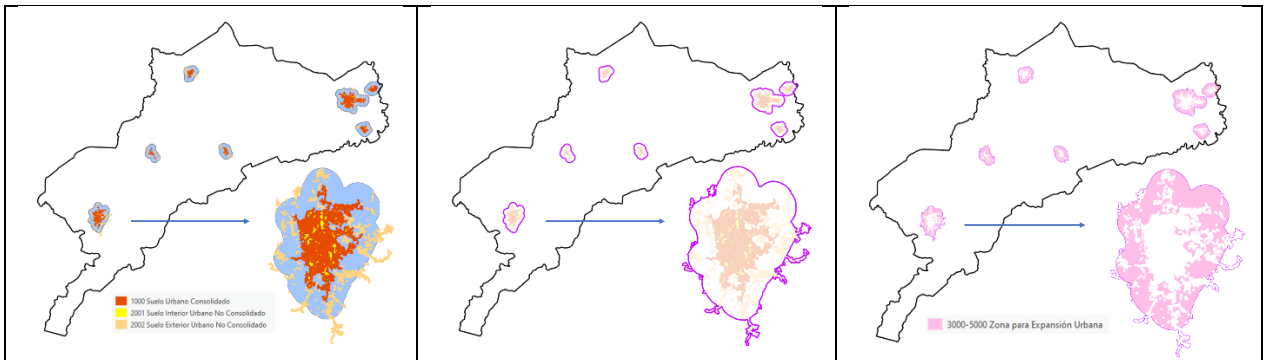 1000 Suelo Urbano Consolidado
2001 Suelo Interior Urbano No Consolidado
2002 Suelo Exterior Urbano No Consolidado
3000-5000 Zona para Expansión Urbana